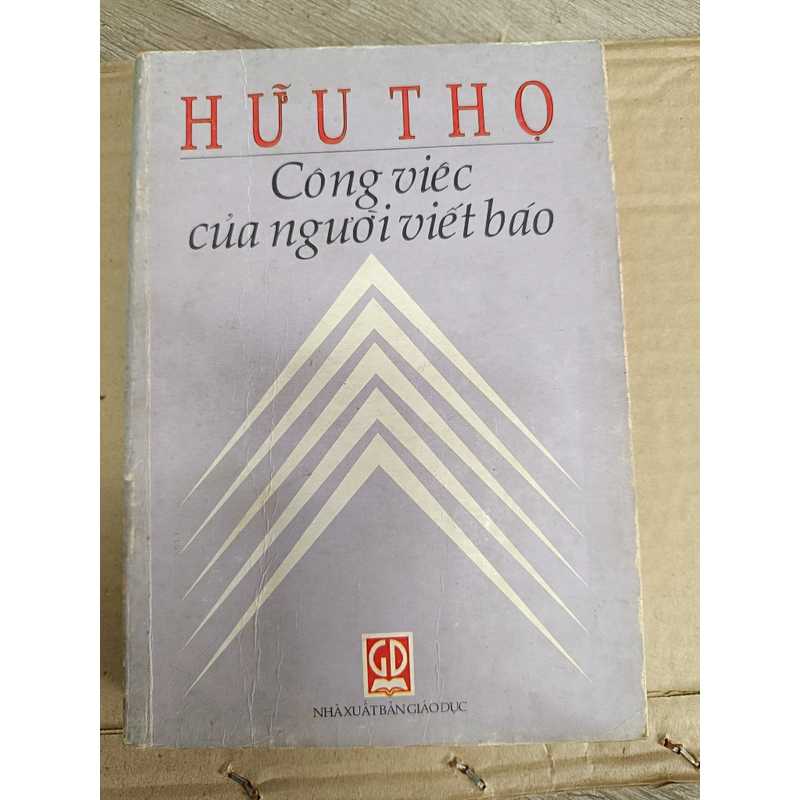 HỮU THỌ
Công việc
của người viết báo
GD
NHÀ XUẤT BẢN GIÁO DỤC